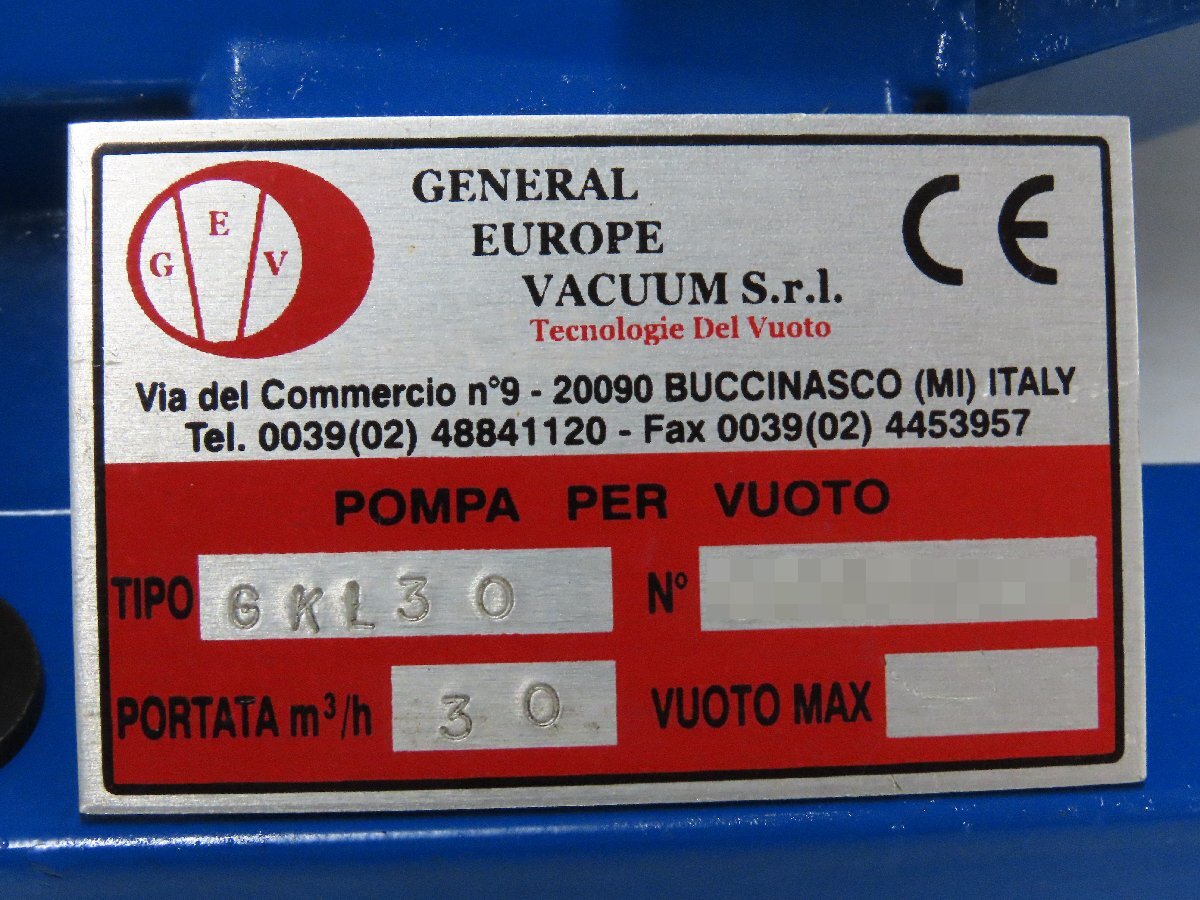 G E V
GENERAL
EUROPE
VACUUM S.r.l.
Tecnologie Del Vuoto
CE
Via del Commercio n°9 - 20090 BUCCINASCO (MI) ITALY
Tel. 0039(02) 48841120 - Fax 0039(02) 4453957
POMPA PER VUOTO
TIPO GKL30 N°
PORTATA m³/h 30 VUOTO MAX